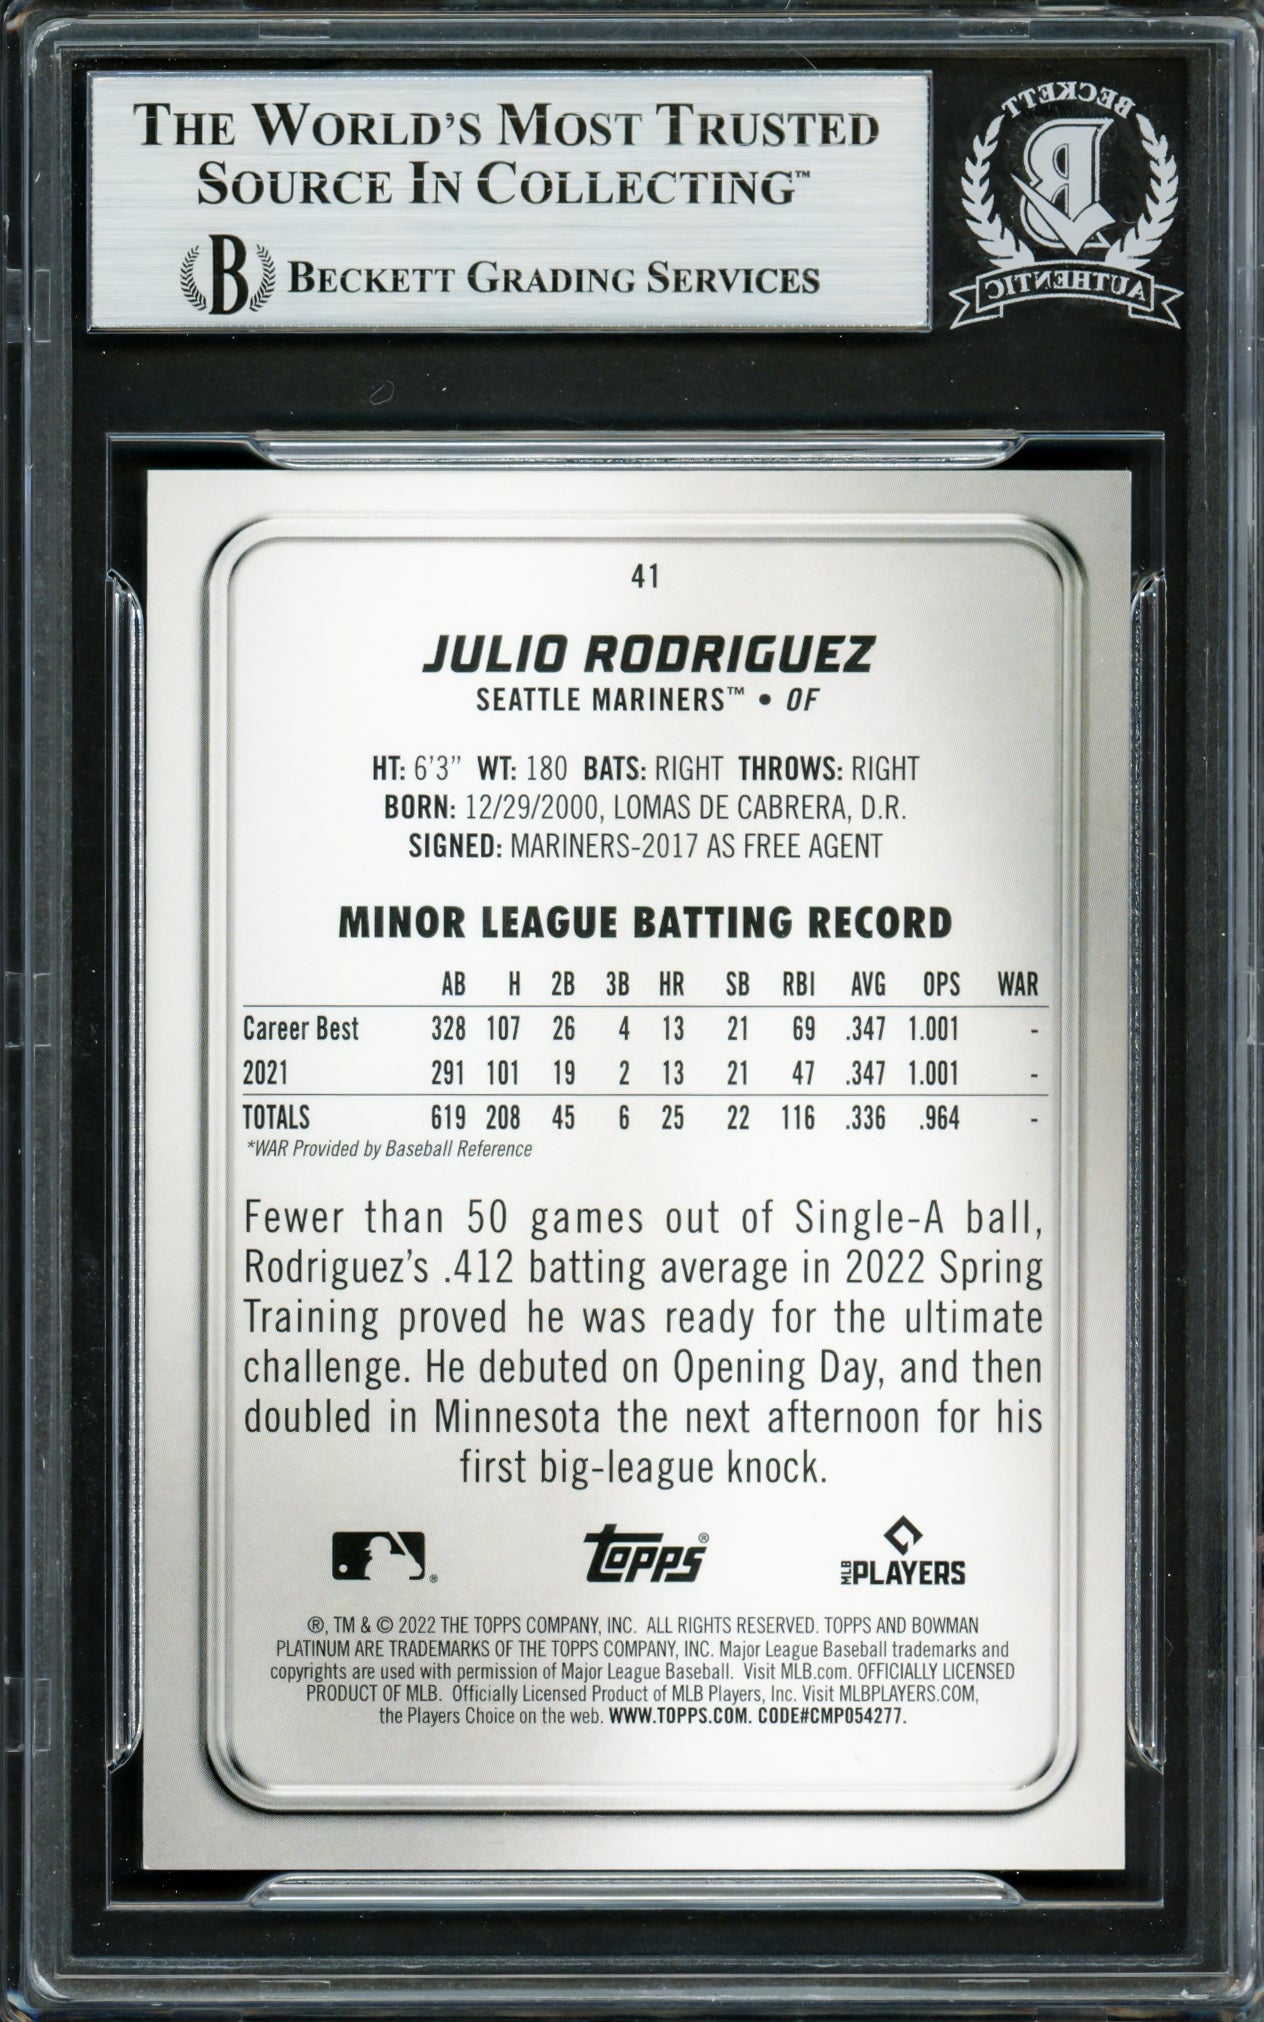 THE WORLD'S MOST TRUSTED
SOURCE IN COLLECTING™
B BECKETT GRADING SERVICES
BECKETT
B
AUTHENTIC
41
JULIO RODRIGUEZ
SEATTLE MARINERS™ • OF
HT: 6'3" WT: 180 BATS: RIGHT THROWS: RIGHT
BORN: 12/29/2000, LOMAS DE CABRERA, D.R.
SIGNED: MARINERS-2017 AS FREE AGENT
MINOR LEAGUE BATTING RECORD
AB H 2B 3B HR SB RBI AVG OPS WAR
Career Best 328 107 26 4 13 21 69 .347 1.001 -
2021 291 101 19 2 13 21 47 .347 1.001 -
TOTALS 619 208 45 6 25 22 116 .336 .964 -
*WAR Provided by Baseball Reference
Fewer than 50 games out of Single-A ball,
Rodriguez's .412 batting average in 2022 Spring
Training proved he was ready for the ultimate
challenge. He debuted on Opening Day, and then
doubled in Minnesota the next afternoon for his
first big-league knock.
® topps® MLB PLAYERS
®, TM & © 2022 THE TOPPS COMPANY, INC. ALL RIGHTS RESERVED. TOPPS AND BOWMAN
PLATINUM ARE TRADEMARKS OF THE TOPPS COMPANY, INC. Major League Baseball trademarks and
copyrights are used with permission of Major League Baseball. Visit MLB.com. OFFICIALLY LICENSED
PRODUCT OF MLB. Officially Licensed Product of MLB Players, Inc. Visit MLBPLAYERS.COM,
the Players Choice on the web. WWW.TOPPS.COM. CODE#CMP054277.